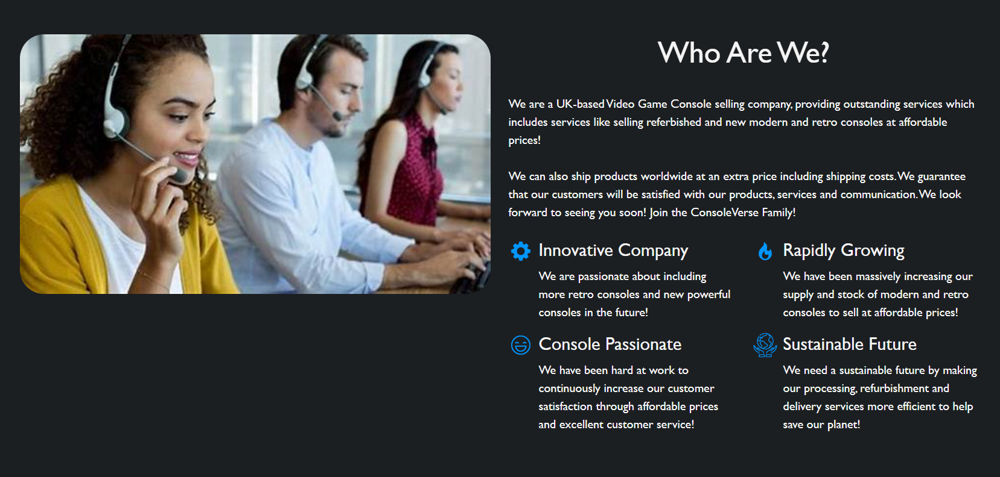 Who Are We?
We are a UK-based Video Game Console selling company, providing outstanding services which
includes services like selling referbished and new modern and retro consoles at affordable
prices!
We can also ship products worldwide at an extra price including shipping costs. We guarantee
that our customers will be satisfied with our products, services and communication. We look
forward to seeing you soon! Join the ConsoleVerse Family!
Innovative Company
We are passionate about including
more retro consoles and new powerful
consoles in the future!
Rapidly Growing
We have been massively increasing our
supply and stock of modern and retro
consoles to sell at affordable prices!
Console Passionate
We have been hard at work to
continuously increase our customer
satisfaction through affordable prices
and excellent customer service!
Sustainable Future
We need a sustainable future by making
our processing, refurbishment and
delivery services more efficient to help
save our planet!